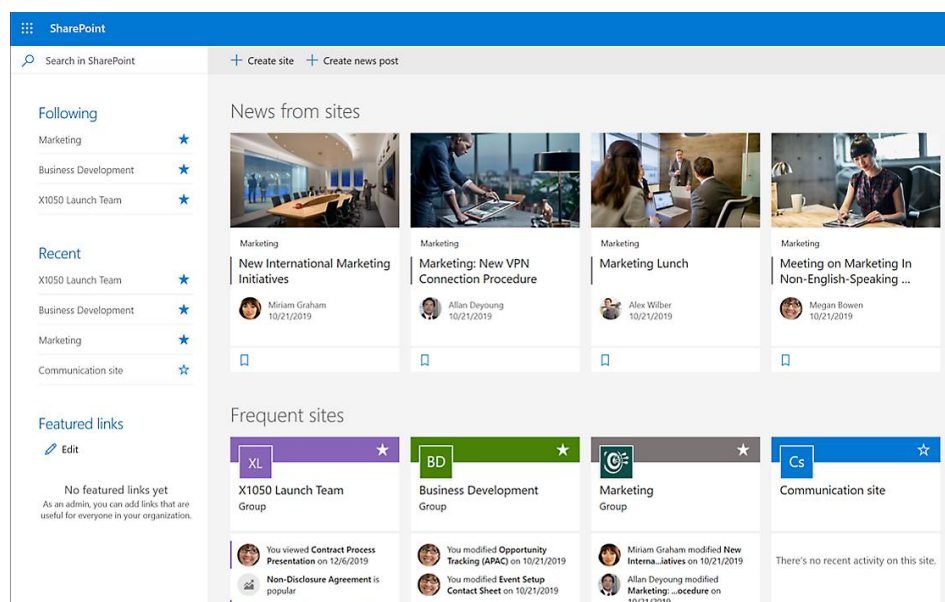 SharePoint
Search in SharePoint
Create site
Create news post
Following
Marketing
Business Development
X1050 Launch Team
Recent
X1050 Launch Team
Business Development
Marketing
Communication site
Featured links
Edit
No featured links yet
As an admin, you can add links that are
useful for everyone in your organization.
News from sites
Marketing
New International Marketing
Initiatives
Miriam Graham
10/21/2019
Marketing
Marketing: New VPN
Connection Procedure
Allan Deyoung
10/21/2019
Marketing
Marketing Lunch
Alex Wilber
10/21/2019
Marketing
Meeting on Marketing In
Non-English-Speaking ...
Megan Bowen
10/21/2019
Frequent sites
XL
X1050 Launch Team
Group
You viewed Contract Process
Presentation on 12/6/2019
Non-Disclosure Agreement is
popular
BD
Business Development
Group
You modified Opportunity
Tracking (APAC) on 10/21/2019
You modified Event Setup
Contact Sheet on 10/21/2019
Marketing
Group
Miriam Graham modified New
Interna...iatives on 10/21/2019
Allan Deyoung modified
Marketing: ...ocedure on
10/21/2019
Cs
Communication site
There's no recent activity on this site.